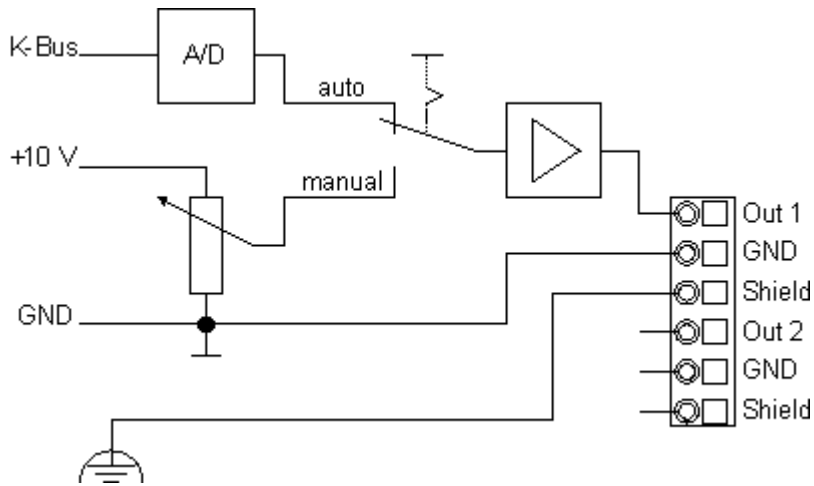 K-Bus
A/D
auto
+10 V
manual
Out 1
GND
Shield
GND
Out 2
GND
Shield